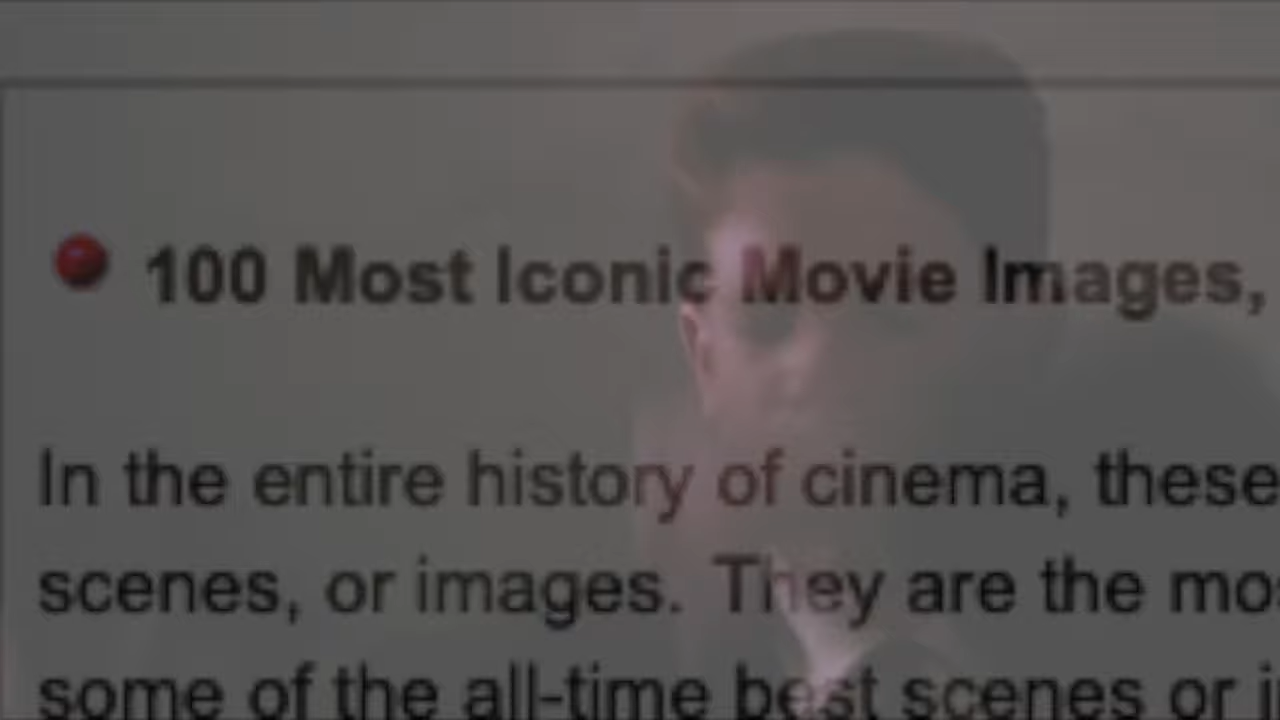 100 Most Iconic Movie Images,
In the entire history of cinema, these
scenes, or images. They are the mo
some of the all-time best scenes or i